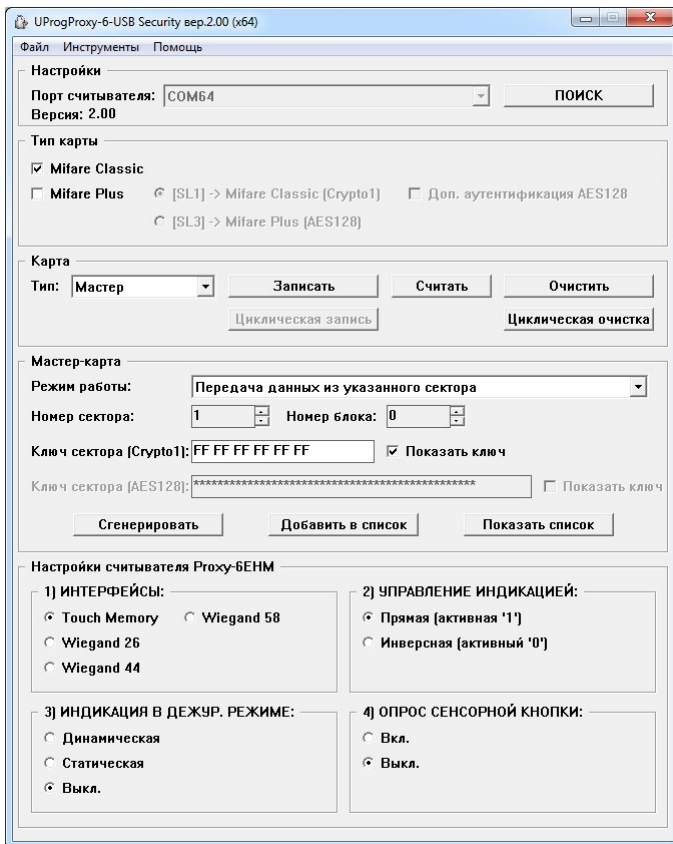 UProgProxy-6-USB Security вер.2.00 (x64)
Файл Инструменты Помощь
Настройки
Порт считывателя: COM64 ПОИСК
Версия: 2.00
Тип карты
Mifare Classic
Mifare Plus [SL1] -> Mifare Classic (Crypto1) Доп. аутентификация AES128
[SL3] -> Mifare Plus (AES128)
Карта
Тип: Мастер Записать Считать Очистить
Циклическая запись Циклическая очистка
Мастер-карта
Режим работы: Передача данных из указанного сектора
Номер сектора: 1 Номер блока: 0
Ключ сектора (Crypto1): FF FF FF FF FF FF Показать ключ
Ключ сектора (AES128): *********************************************** Показать ключ
Сгенерировать Добавить в список Показать список
Настройки считывателя Proxy-6EHM
1) ИНТЕРФЕЙСЫ: 2) УПРАВЛЕНИЕ ИНДИКАЦИЕЙ:
Touch Memory Wiegand 58 Прямая (активная '1')
Wiegand 26 Инверсная (активный '0')
Wiegand 44
3) ИНДИКАЦИЯ В ДЕЖУР. РЕЖИМЕ: 4) ОПРОС СЕНСОРНОЙ КНОПКИ:
Динамическая Вкл.
Статическая Выкл.
Выкл.